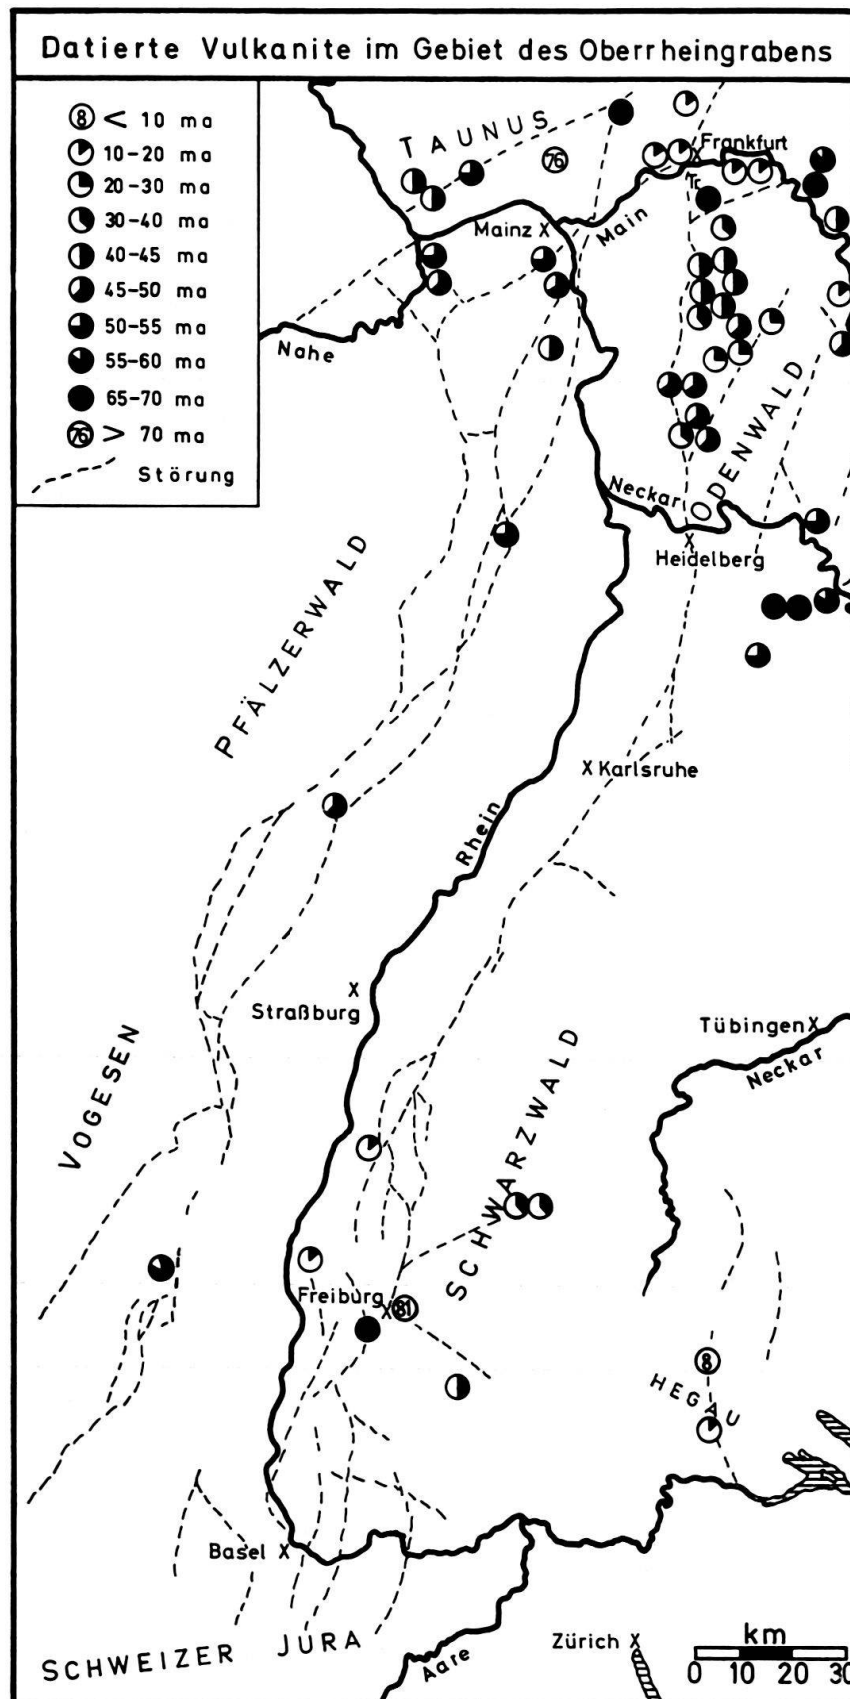 Datierte Vulkanite im Gebiet des Oberrheingrabens
8 < 10 ma
10-20 ma
20-30 ma
30-40 ma
40-45 ma
45-50 ma
50-55 ma
55-60 ma
65-70 ma
76 > 70 ma
Störung
TAUNUS
76
Frankfurt
Tr.
Mainz X
Main
Nahe
ODENWALD
Neckar
X
Heidelberg
PFÄLZERWALD
X Karlsruhe
Rhein
X
Straßburg
Tübingen X
Neckar
VOGESEN
SCHWARZWALD
Freiburg X
81
8
HEGAU
Basel X
SCHWEIZER JURA
Aare
Zürich X
km
0 10 20 30